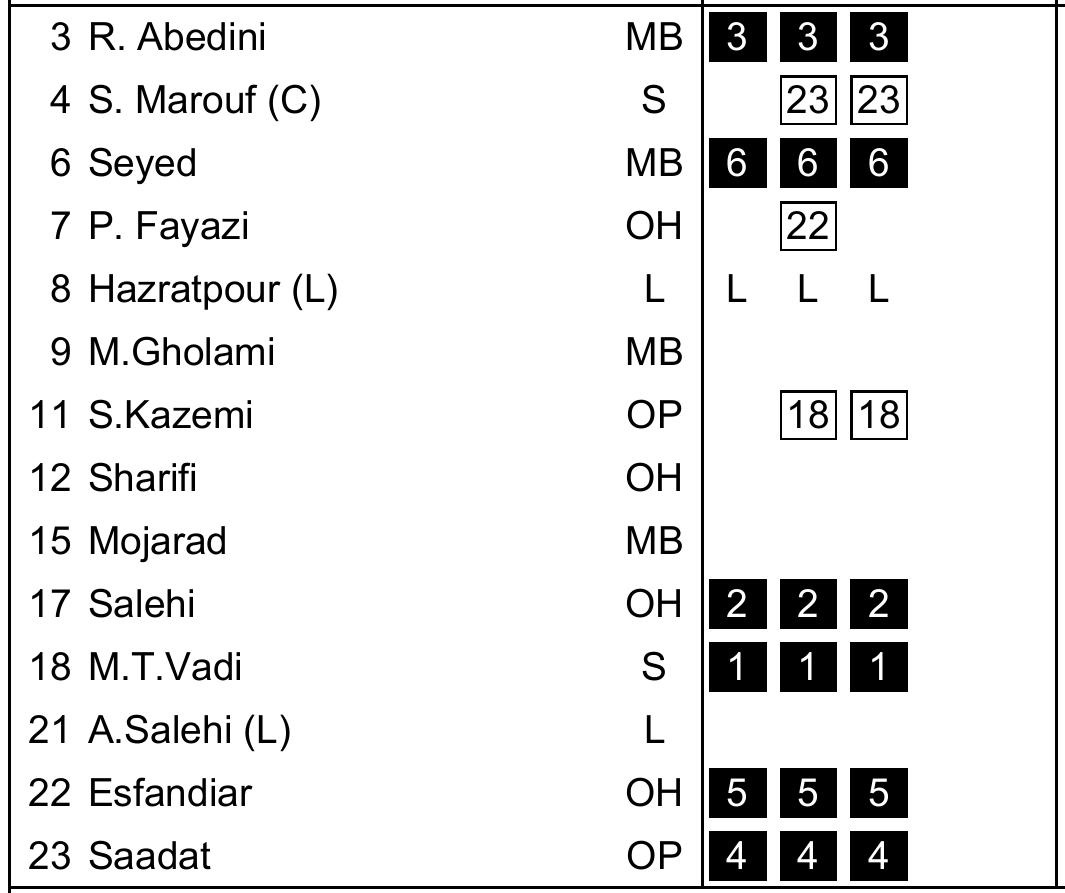 3 R. Abedini MB 3 3 3
4 S. Marouf (C) S 23 23
6 Seyed MB 6 6 6
7 P. Fayazi OH 22
8 Hazratpour (L) L L L L
9 M.Gholami MB
11 S.Kazemi OP 18 18
12 Sharifi OH
15 Mojarad MB
17 Salehi OH 2 2 2
18 M.T.Vadi S 1 1 1
21 A.Salehi (L) L
22 Esfandiar OH 5 5 5
23 Saadat OP 4 4 4